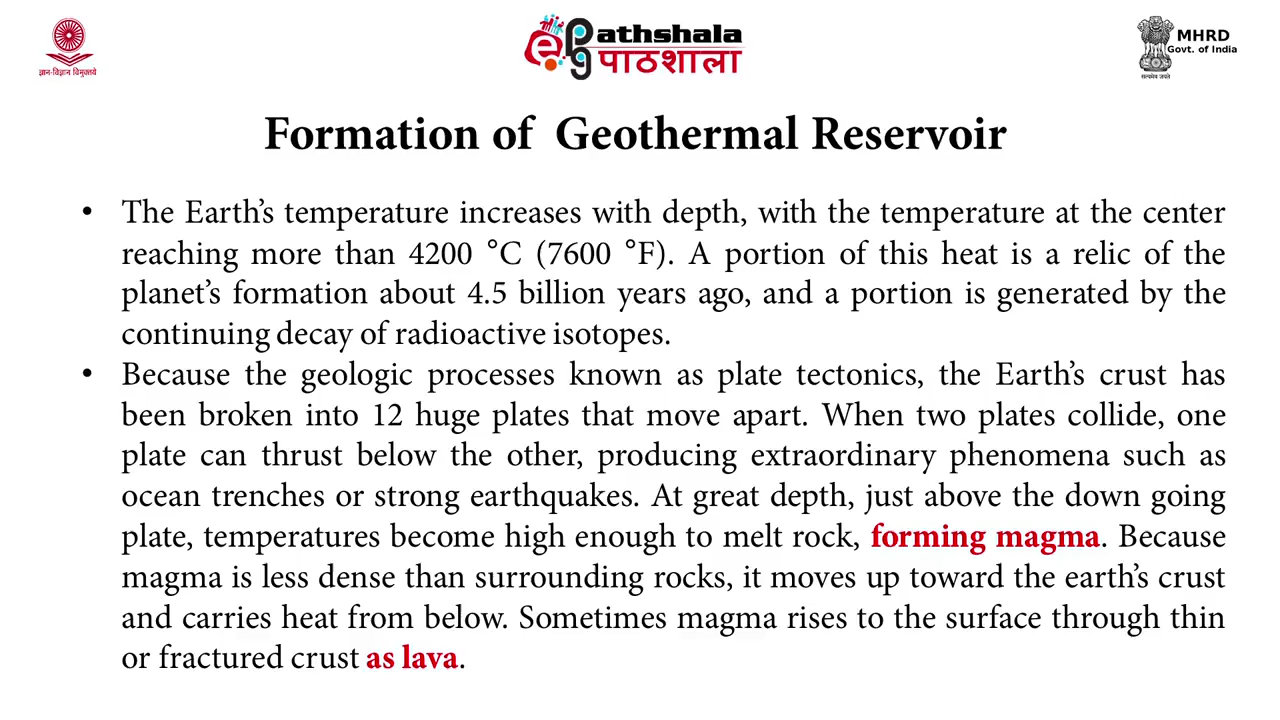 ज्ञान-विज्ञान विमुक्तये
athshala
पाठशाला
MHRD
Govt. of India
सत्यमेव जयते
Formation of Geothermal Reservoir
• The Earth's temperature increases with depth, with the temperature at the center
reaching more than 4200 °C (7600 °F). A portion of this heat is a relic of the
planet's formation about 4.5 billion years ago, and a portion is generated by the
continuing decay of radioactive isotopes.
• Because the geologic processes known as plate tectonics, the Earth's crust has
been broken into 12 huge plates that move apart. When two plates collide, one
plate can thrust below the other, producing extraordinary phenomena such as
ocean trenches or strong earthquakes. At great depth, just above the down going
plate, temperatures become high enough to melt rock, forming magma. Because
magma is less dense than surrounding rocks, it moves up toward the earth's crust
and carries heat from below. Sometimes magma rises to the surface through thin
or fractured crust as lava.